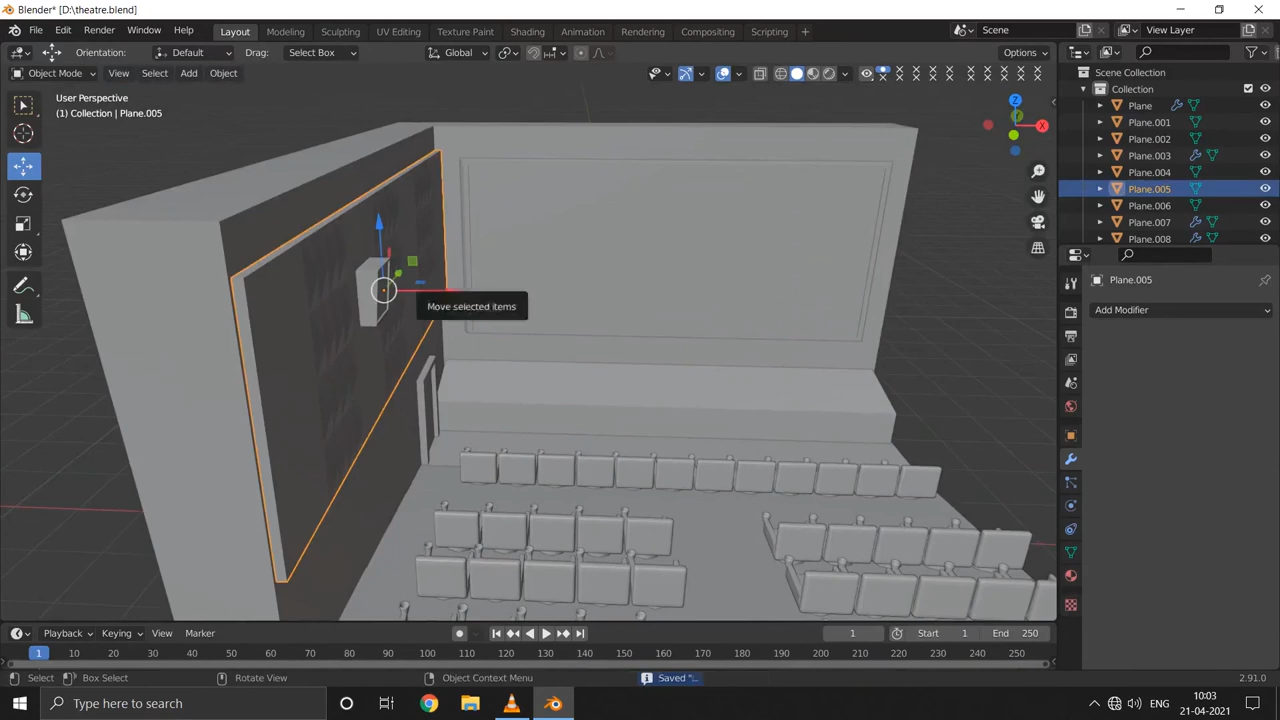 Blender* [D:\theatre.blend]
File Edit Render Window Help Layout Modeling Sculpting UV Editing Texture Paint Shading Animation Rendering Compositing Scripting + Scene View Layer
Orientation: Default Drag: Select Box Global Options
Object Mode View Select Add Object
Scene Collection
Collection
Plane
Plane.001
Plane.002
Plane.003
Plane.004
Plane.005
Plane.006
Plane.007
Plane.008
User Perspective
(1) Collection | Plane.005
Z
Y
X
Move selected items
Plane.005
Add Modifier
Playback Keying View Marker 1 Start 1 End 250
1 10 20 30 40 50 60 70 80 90 100 110 120 130 140 150 160 170 180 190 200 210 220 230 240 250
Select Box Select Rotate View Object Context Menu Saved "... 2.91.0
Type here to search
ENG
10:03
21-04-2021